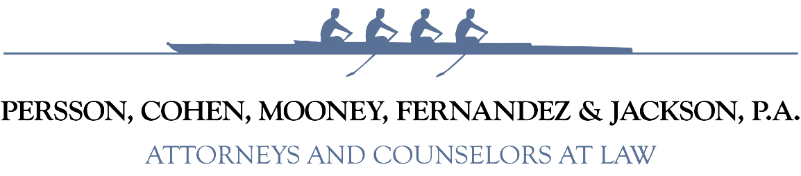 PERSSON, COHEN, MOONEY, FERNANDEZ & JACKSON, P.A.
ATTORNEYS AND COUNSELORS AT LAW